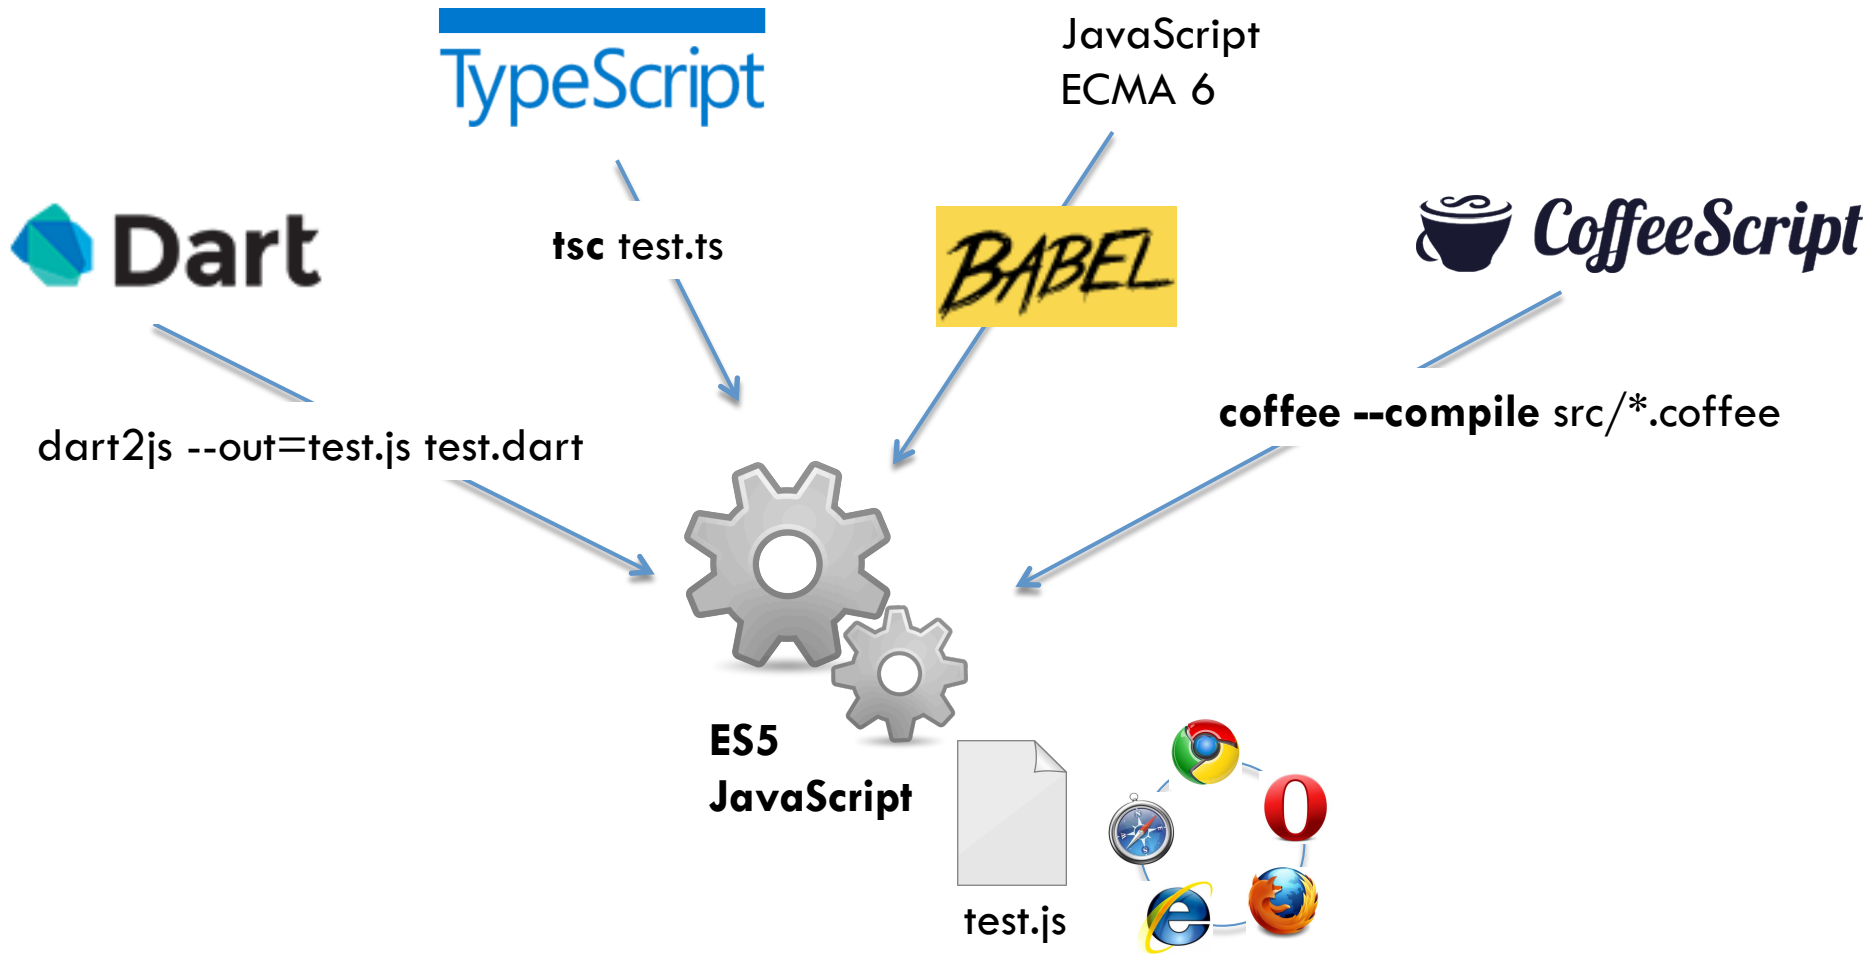 TypeScript
JavaScript
ECMA 6
Dart
tsc test.ts
BABEL
CoffeeScript
dart2js --out=test.js test.dart
coffee --compile src/*.coffee
ES5
JavaScript
test.js